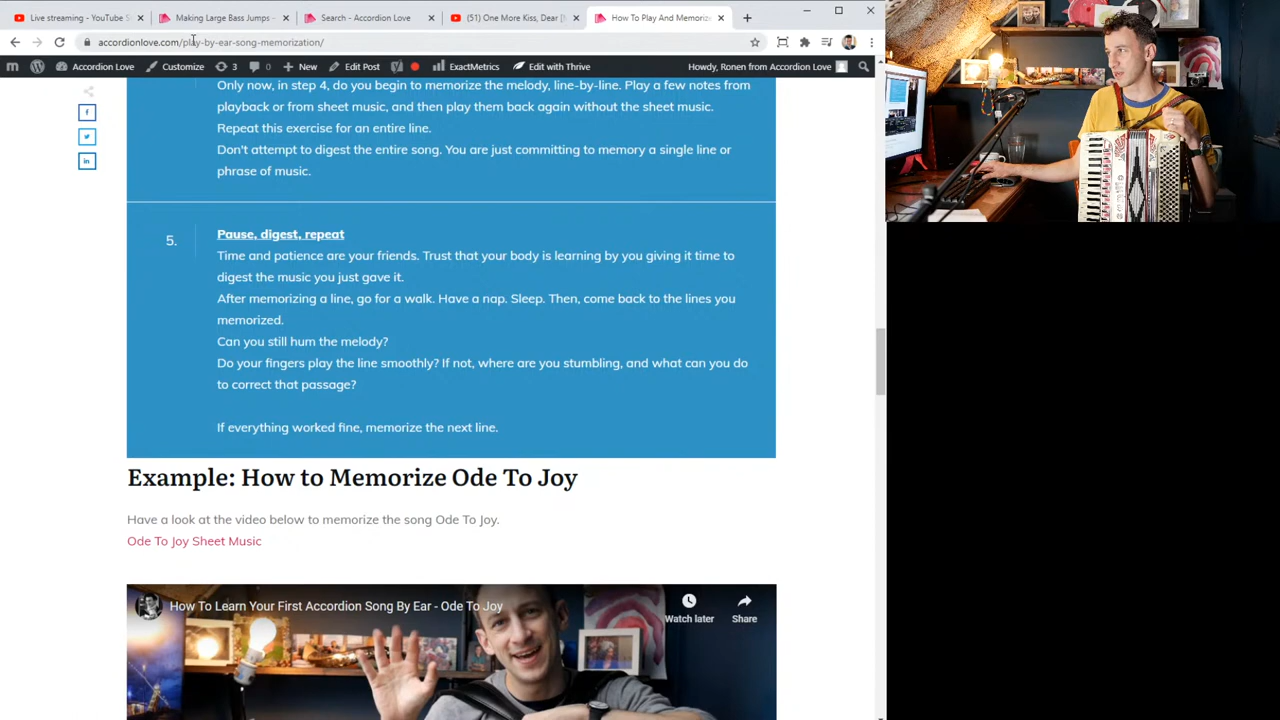 Live streaming - YouTube S
Making Large Bass Jumps -
Search - Accordion Love
(51) One More Kiss, Dear [
How To Play And Memorize
accordionlove.com/play-by-ear-song-memorization/
Accordion Love
Customize
3
0
New
Edit Post
ExactMetrics
Edit with Thrive
Howdy, Ronen from Accordion Love
Only now, in step 4, do you begin to memorize the melody, line-by-line. Play a few notes from
playback or from sheet music, and then play them back again without the sheet music.
Repeat this exercise for an entire line.
Don't attempt to digest the entire song. You are just committing to memory a single line or
phrase of music.
5.
Pause, digest, repeat
Time and patience are your friends. Trust that your body is learning by you giving it time to
digest the music you just gave it.
After memorizing a line, go for a walk. Have a nap. Sleep. Then, come back to the lines you
memorized.
Can you still hum the melody?
Do your fingers play the line smoothly? If not, where are you stumbling, and what can you do
to correct that passage?
If everything worked fine, memorize the next line.
Example: How to Memorize Ode To Joy
Have a look at the video below to memorize the song Ode To Joy.
Ode To Joy Sheet Music
How To Learn Your First Accordion Song By Ear - Ode To Joy
Watch later
Share